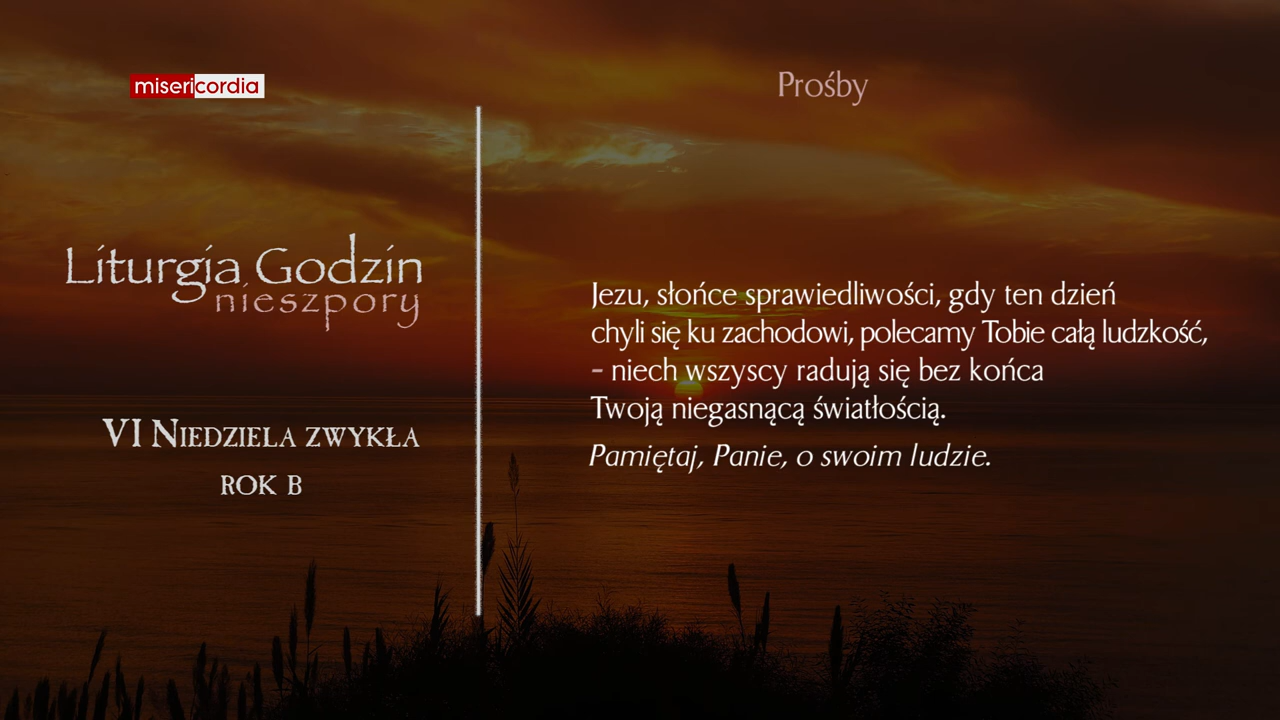 misericordia
Prośby
Liturgia Godzin
nieszpory
VI Niedziela zwykła
rok B
Jezu, słońce sprawiedliwości, gdy ten dzień
chyli się ku zachodowi, polecamy Tobie całą ludzkość,
- niech wszyscy radują się bez końca
Twoją niegasnącą światłością.
Pamiętaj, Panie, o swoim ludzie.